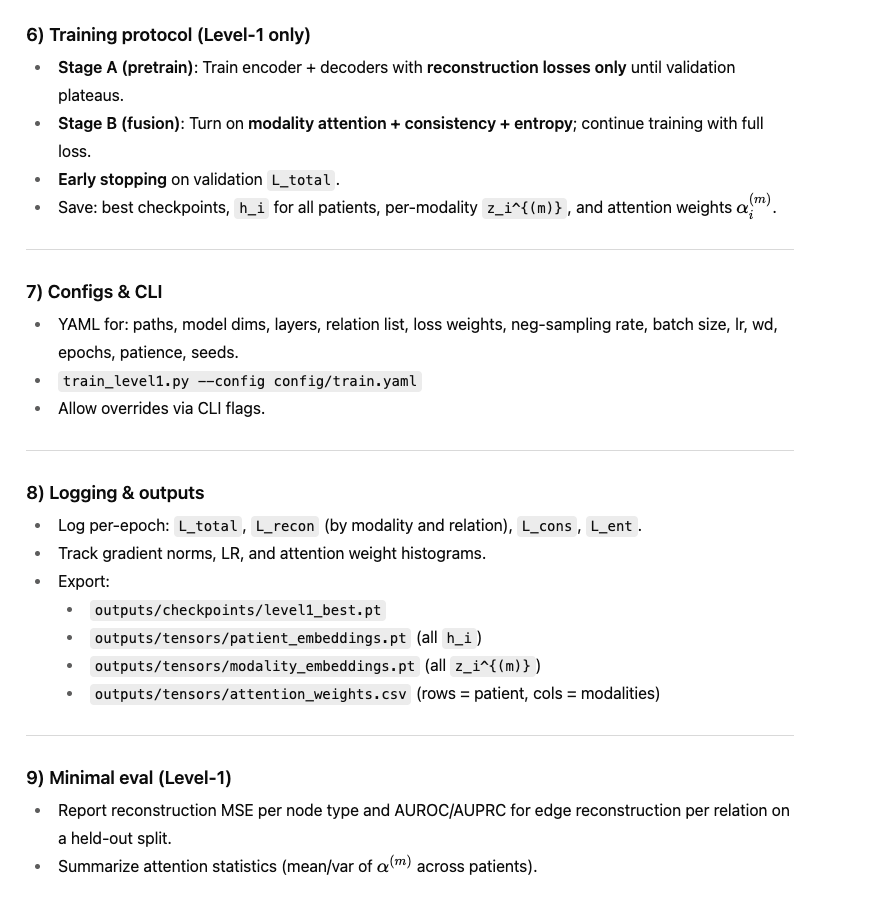 6) Training protocol (Level-1 only)
• Stage A (pretrain): Train encoder + decoders with reconstruction losses only until validation
plateaus.
• Stage B (fusion): Turn on modality attention + consistency + entropy; continue training with full
loss.
• Early stopping on validation L_total.
• Save: best checkpoints, h_i for all patients, per-modality z_i^{(m)}, and attention weights α_i^{(m)}.
7) Configs & CLI
• YAML for: paths, model dims, layers, relation list, loss weights, neg-sampling rate, batch size, lr, wd,
epochs, patience, seeds.
• train_level1.py --config config/train.yaml
• Allow overrides via CLI flags.
8) Logging & outputs
• Log per-epoch: L_total, L_recon (by modality and relation), L_cons, L_ent.
• Track gradient norms, LR, and attention weight histograms.
• Export:
• outputs/checkpoints/level1_best.pt
• outputs/tensors/patient_embeddings.pt (all h_i)
• outputs/tensors/modality_embeddings.pt (all z_i^{(m)})
• outputs/tensors/attention_weights.csv (rows = patient, cols = modalities)
9) Minimal eval (Level-1)
• Report reconstruction MSE per node type and AUROC/AUPRC for edge reconstruction per relation on
a held-out split.
• Summarize attention statistics (mean/var of α^{(m)} across patients).